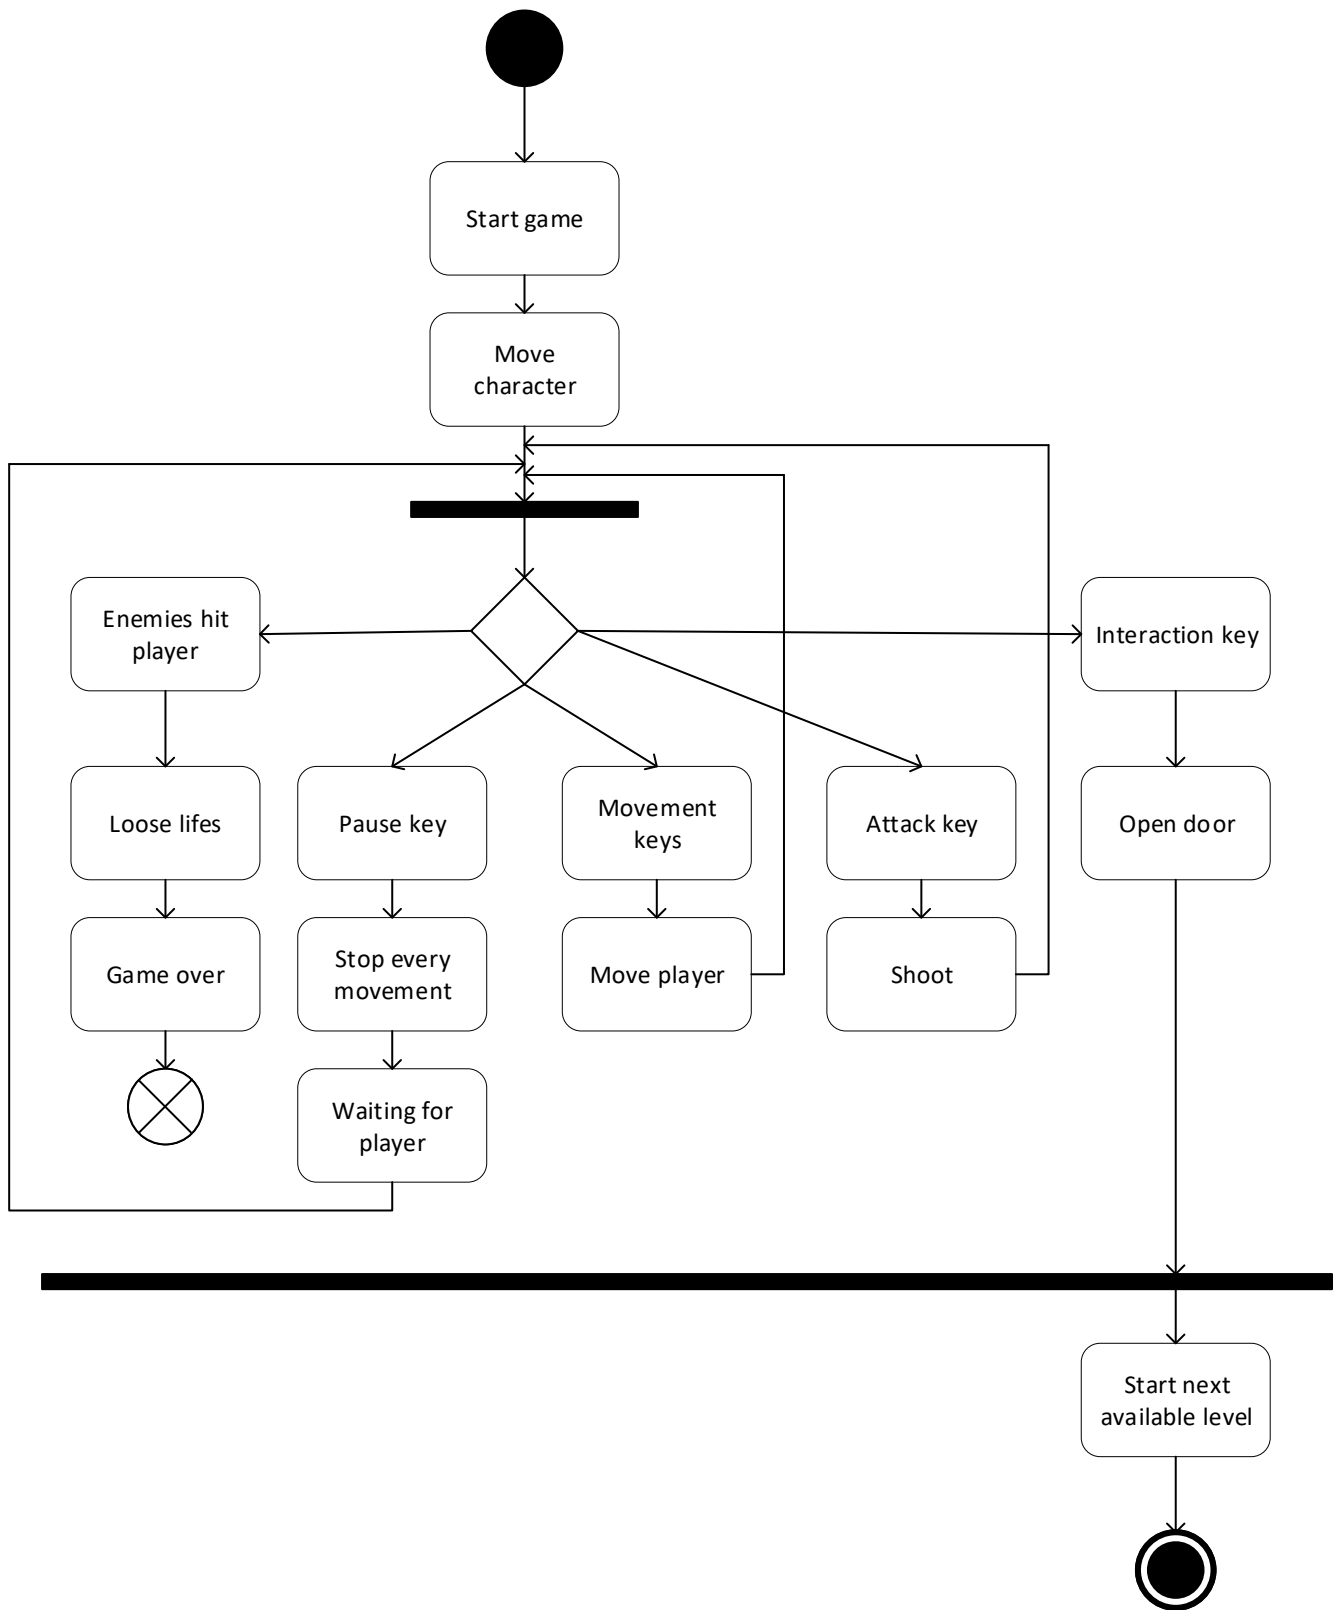 Start game
Move
character
Enemies hit
player
Interaction key
Loose lifes
Pause key
Movement
keys
Attack key
Open door
Game over
Stop every
movement
Move player
Shoot
Waiting for
player
Start next
available level